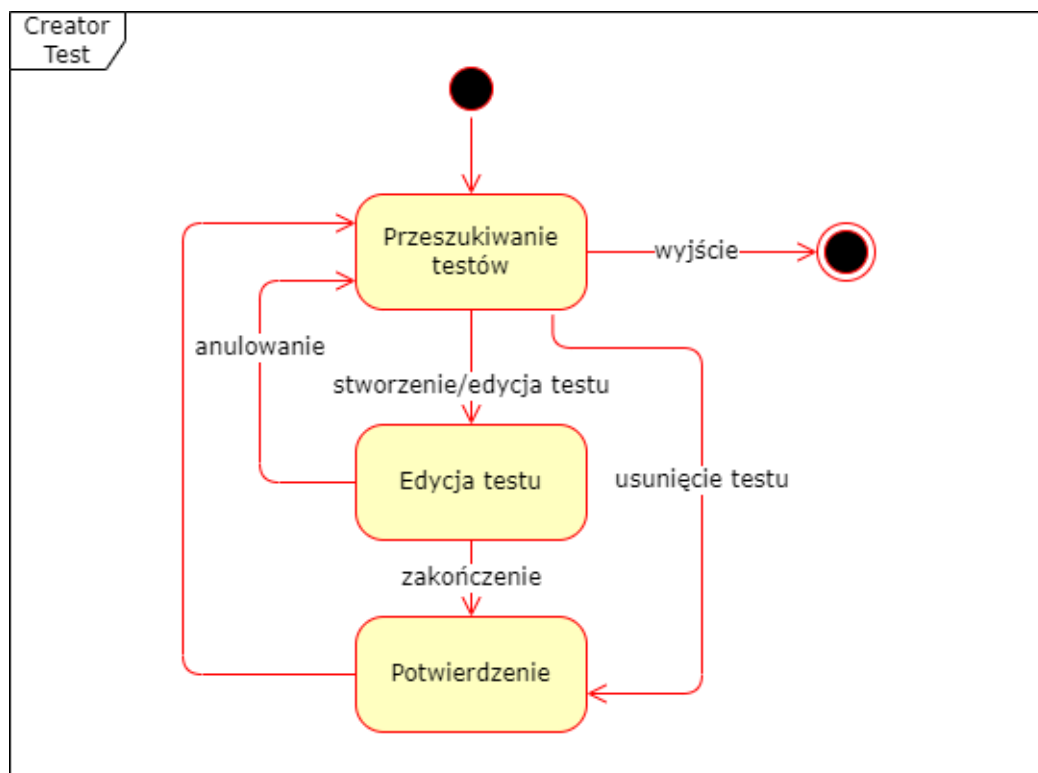 Creator
Test
Przeszukiwanie
testów
wyjście
anulowanie
stworzenie/edycja testu
Edycja testu
usunięcie testu
zakończenie
Potwierdzenie